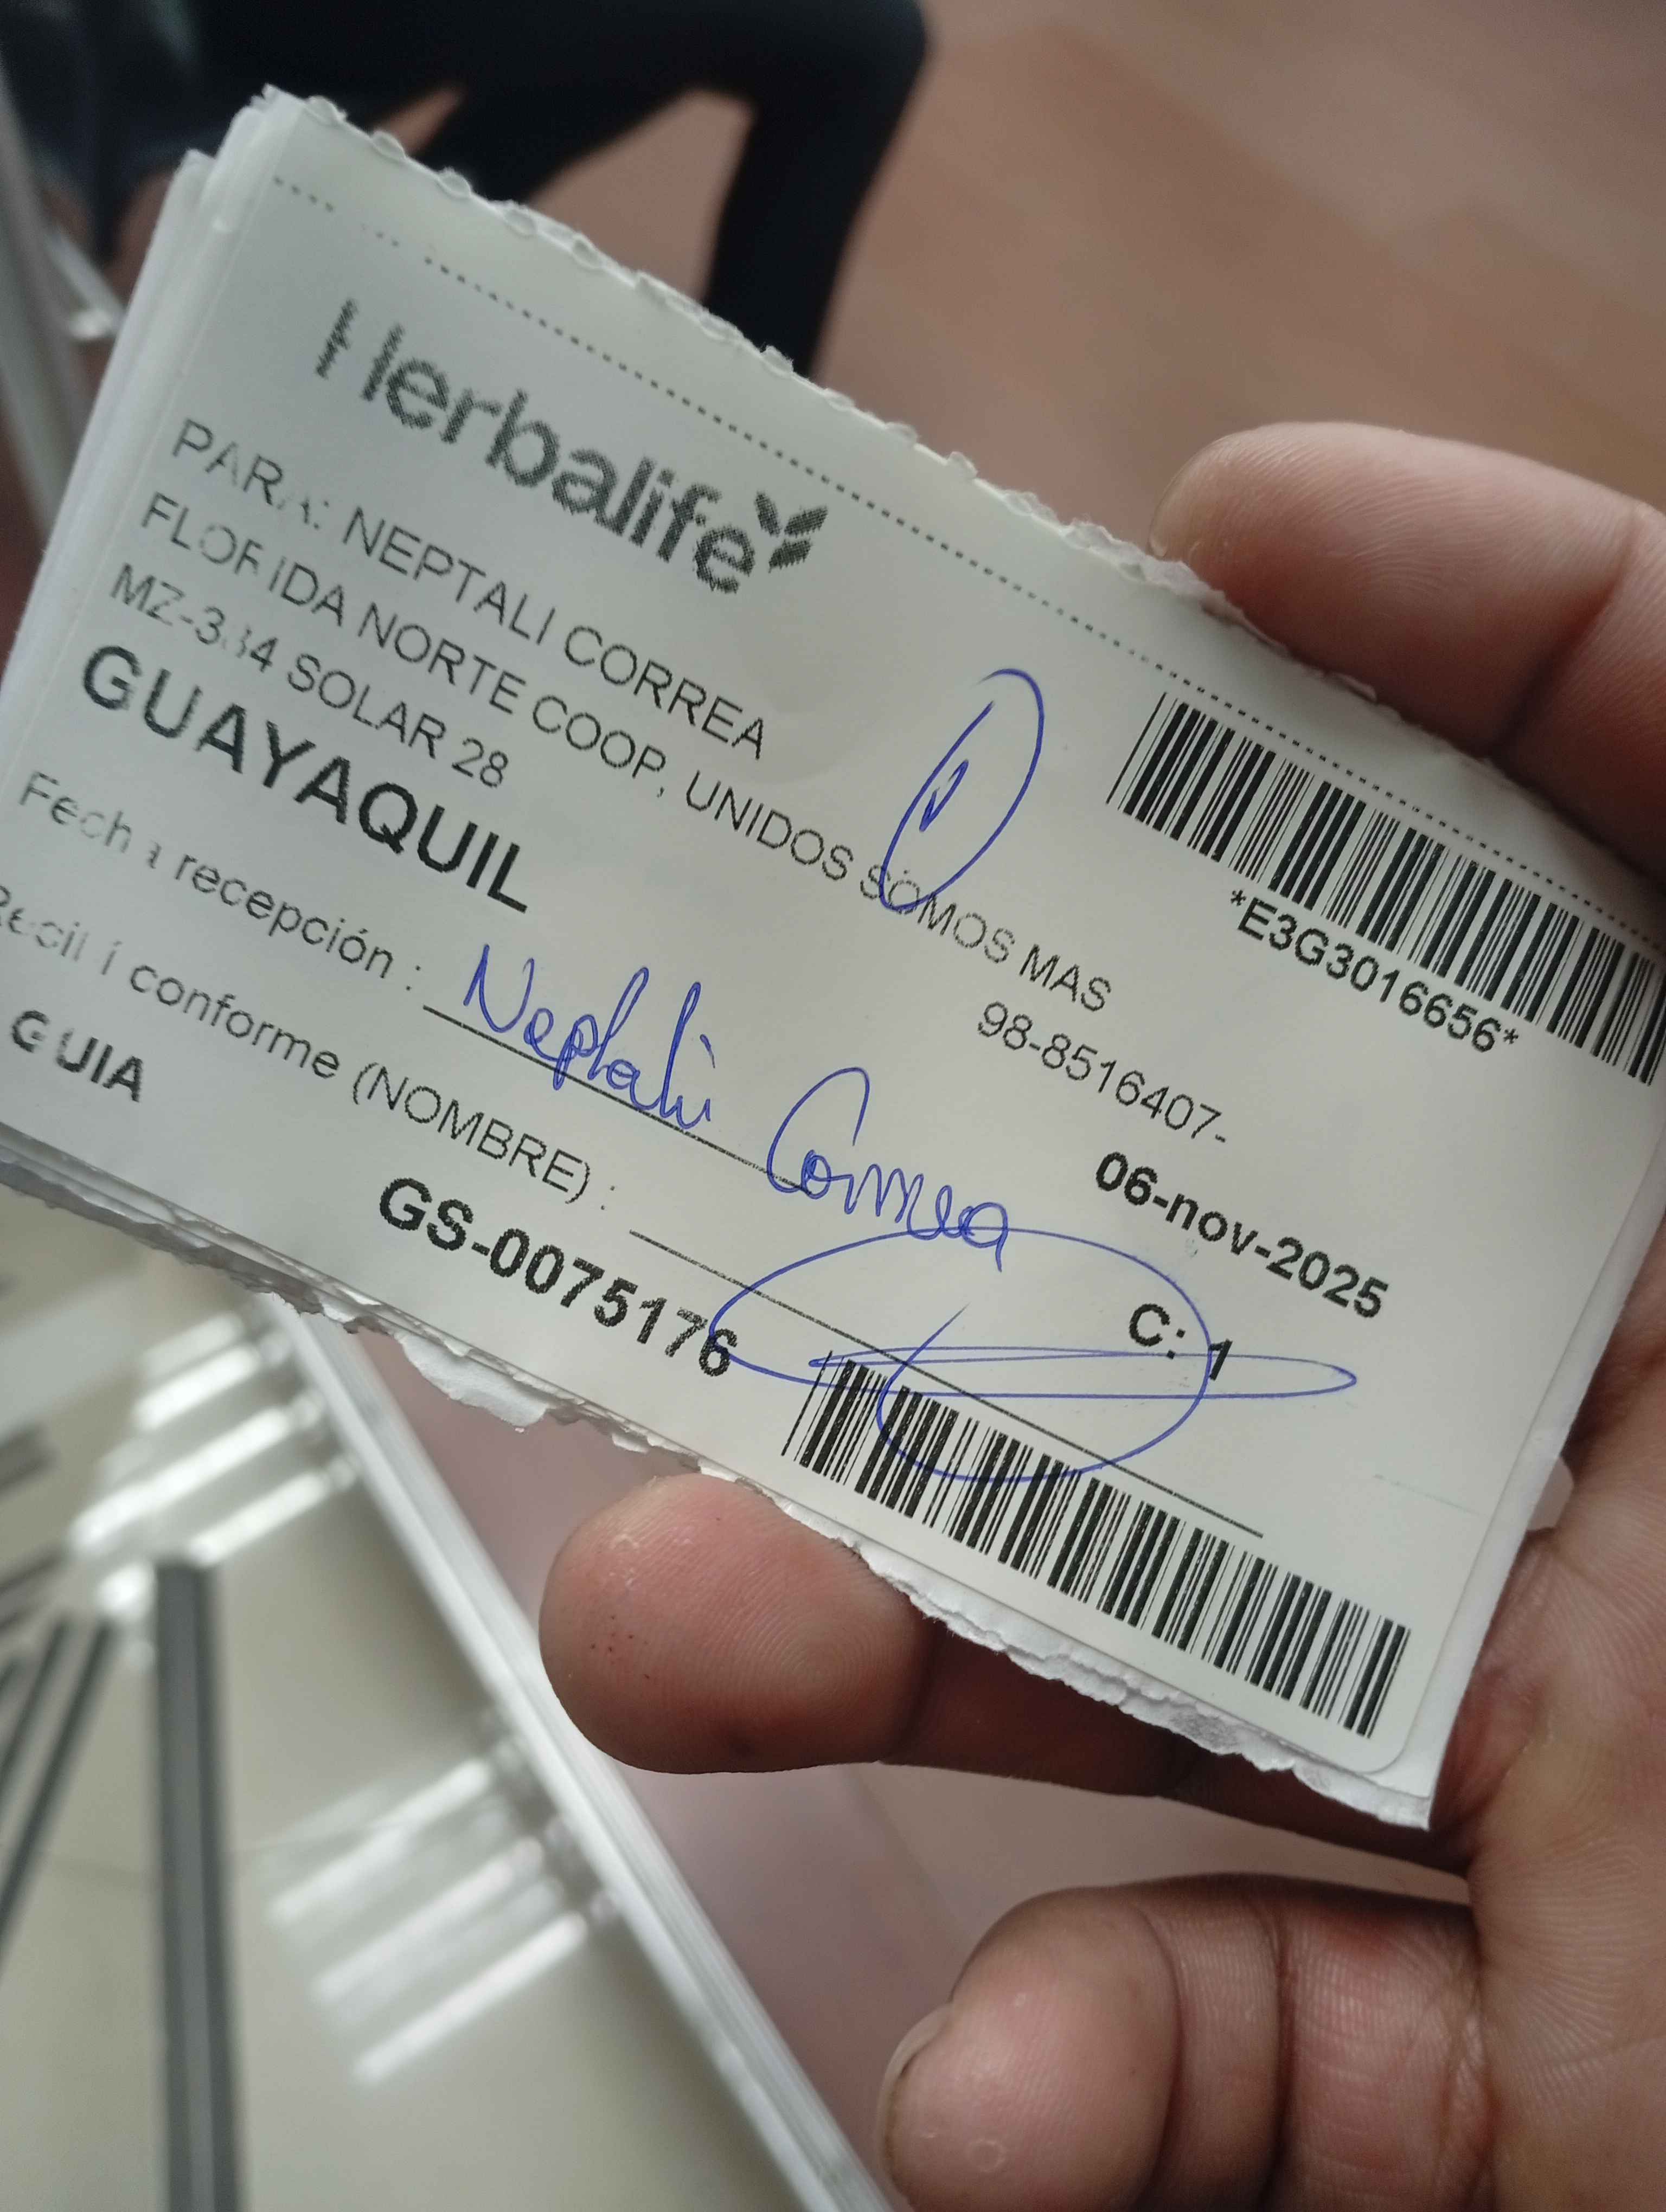 Herbalife
PARA: NEPTALI CORREA
FLORIDA NORTE COOP, UNIDOS SOMOS MAS
MZ-384 SOLAR 28
98-8516407-
GUAYAQUIL
06-nov-2025
Fecha recepción : Neptali Correa
C: 1
Recibí conforme (NOMBRE) :
GUIA
GS-0075176
*E3G3016656*